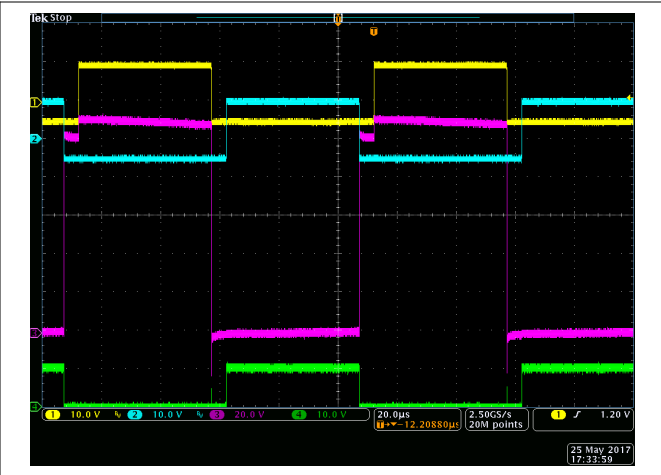 Tek Stop
T
T
1
2
3
4
1 10.0 V 2 10.0 V 3 20.0 V 4 10.0 V
20.0µs
T→▼−12.20880µs
2.50GS/s
20M points
1 ∫ 1.20 V
25 May 2017
17:33:59